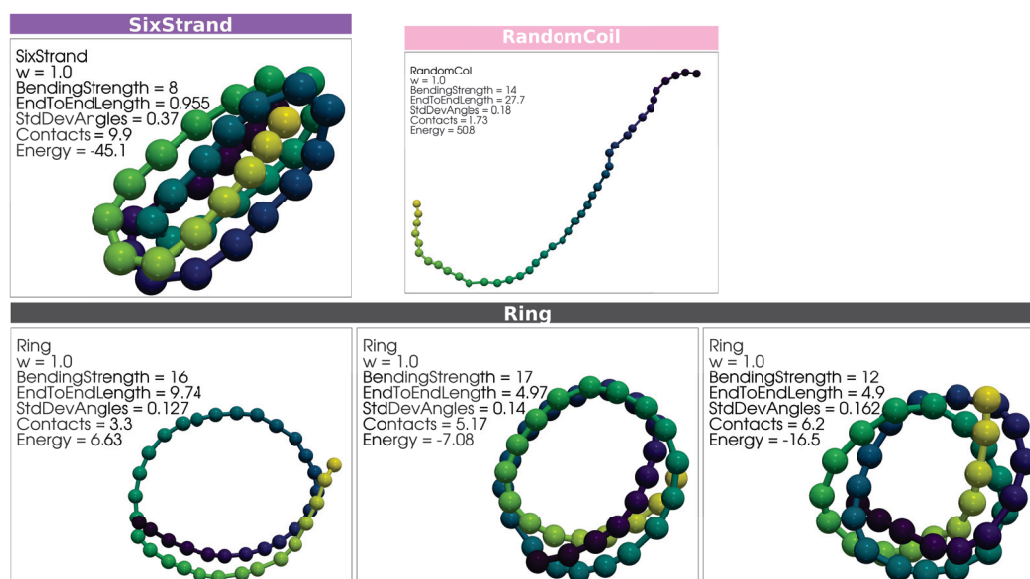 SixStrand
SixStrand
w = 1.0
BendingStrength = 8
EndToEndLength = 0.955
StdDevAngles = 0.37
Contacts = 9.9
Energy = -45.1
RandomCoil
RandomCoil
w = 1.0
BendingStrength = 14
EndToEndLength = 27.7
StdDevAngles = 0.18
Contacts = 1.73
Energy = 50.8
Ring
Ring
w = 1.0
BendingStrength = 16
EndToEndLength = 9.74
StdDevAngles = 0.127
Contacts = 3.3
Energy = 6.63
Ring
w = 1.0
BendingStrength = 17
EndToEndLength = 4.97
StdDevAngles = 0.14
Contacts = 5.17
Energy = -7.08
Ring
w = 1.0
BendingStrength = 12
EndToEndLength = 4.9
StdDevAngles = 0.162
Contacts = 6.2
Energy = -16.5